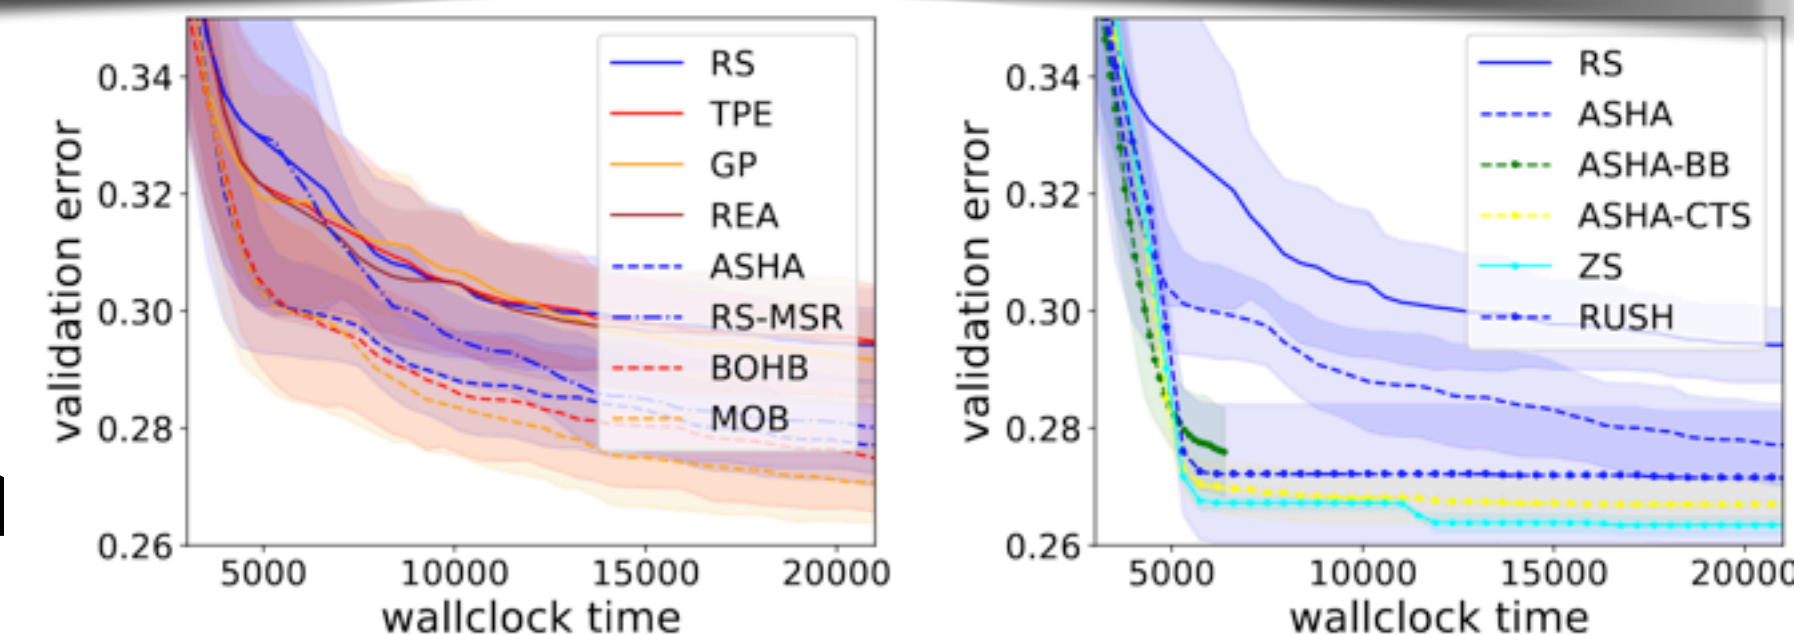 0.34
0.32
0.30
0.28
0.26
validation error
5000 10000 15000 20000
wallclock time
RS
TPE
GP
REA
ASHA
RS-MSR
BOHB
MOB
0.34
0.32
0.30
0.28
0.26
validation error
5000 10000 15000 20000
wallclock time
RS
ASHA
ASHA-BB
ASHA-CTS
ZS
RUSH